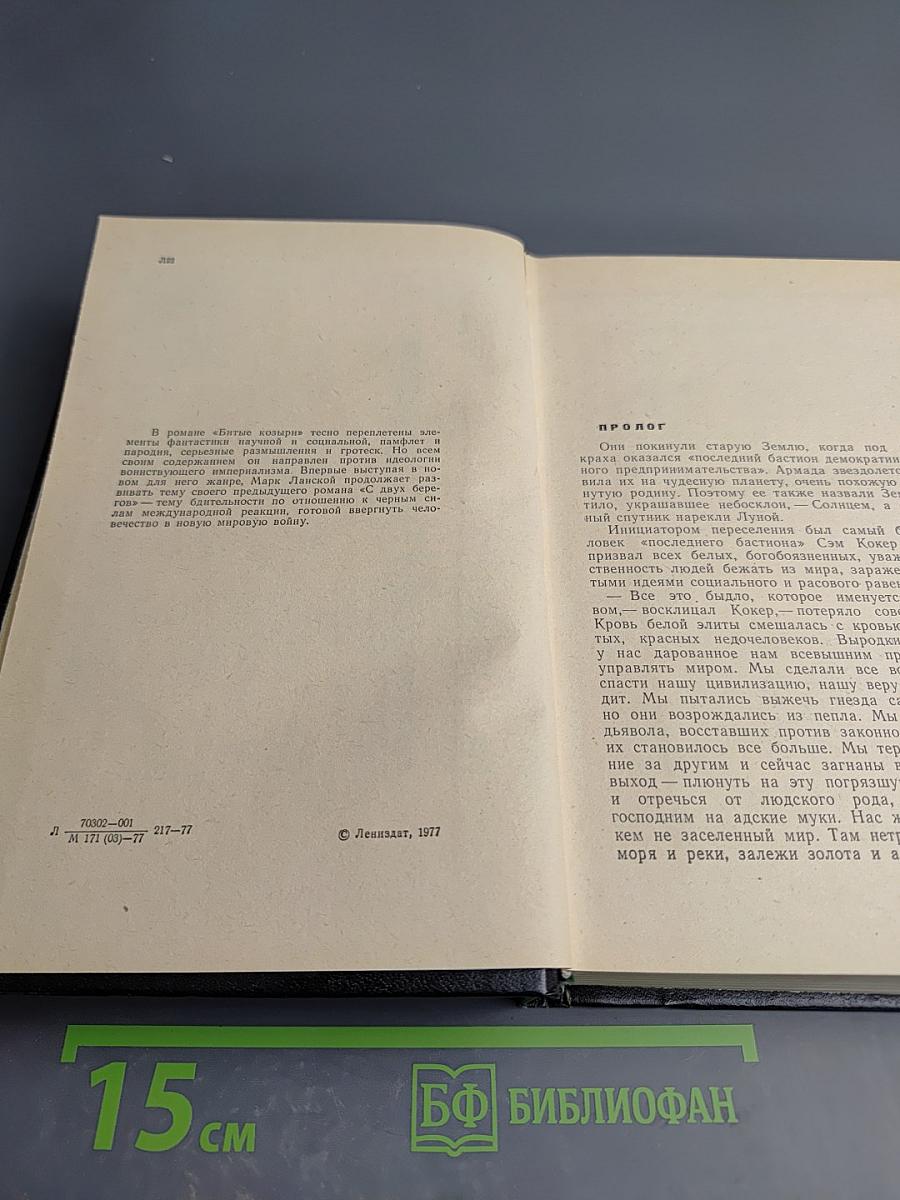 Л22
В романе «Битые козыри» тесно переплетены эле-
менты фантастики научной и социальной, памфлет и
пародия, серьезные размышления и гротеск. Но всем
своим содержанием он направлен против идеологии
воинствующего империализма. Впервые выступая в но-
вом для него жанре, Марк Ланской продолжает раз-
вивать тему своего предыдущего романа «С двух бере-
гов» — тему бдительности по отношению к черным си-
лам международной реакции, готовой ввергнуть чело-
вечество в новую мировую войну.
Л 70302—001
М 171 (03)—77 217—77
© Лениздат, 1977
ПРОЛОГ
Они покинули старую Землю, когда под
краха оказался «последний бастион демократии
ного предпринимательства». Армада звездолето
вила их на чудесную планету, очень похожую
нутую родину. Поэтому ее также назвали Зе
тило, украшавшее небосклон, — Солнцем, а
ный спутник нарекли Луной.
Инициатором переселения был самый б
ловек «последнего бастиона» Сэм Кокер
призвал всех белых, богобоязненных, уваж
ственность людей бежать из мира, зараже
тыми идеями социального и расового равен
— Все это быдло, которое именуетс
вом,— восклицал Кокер,— потеряло сове
Кровь белой элиты смешалась с кровью
тых, красных недочеловеков. Выродки
у нас дарованное нам всевышним пр
управлять миром. Мы сделали все во
спасти нашу цивилизацию, нашу веру
дит. Мы пытались выжечь гнезда са
но они возрождались из пепла. Мы
дьявола, восставших против законно
их становилось все больше. Мы тер
ние за другим и сейчас загнаны в
выход — плюнуть на эту погрязшу
и отречься от людского рода,
господним на адские муки. Нас ж
кем не заселенный мир. Там нетр
моря и реки, залежи золота и а
15 см
БФ БИБЛИОФАН